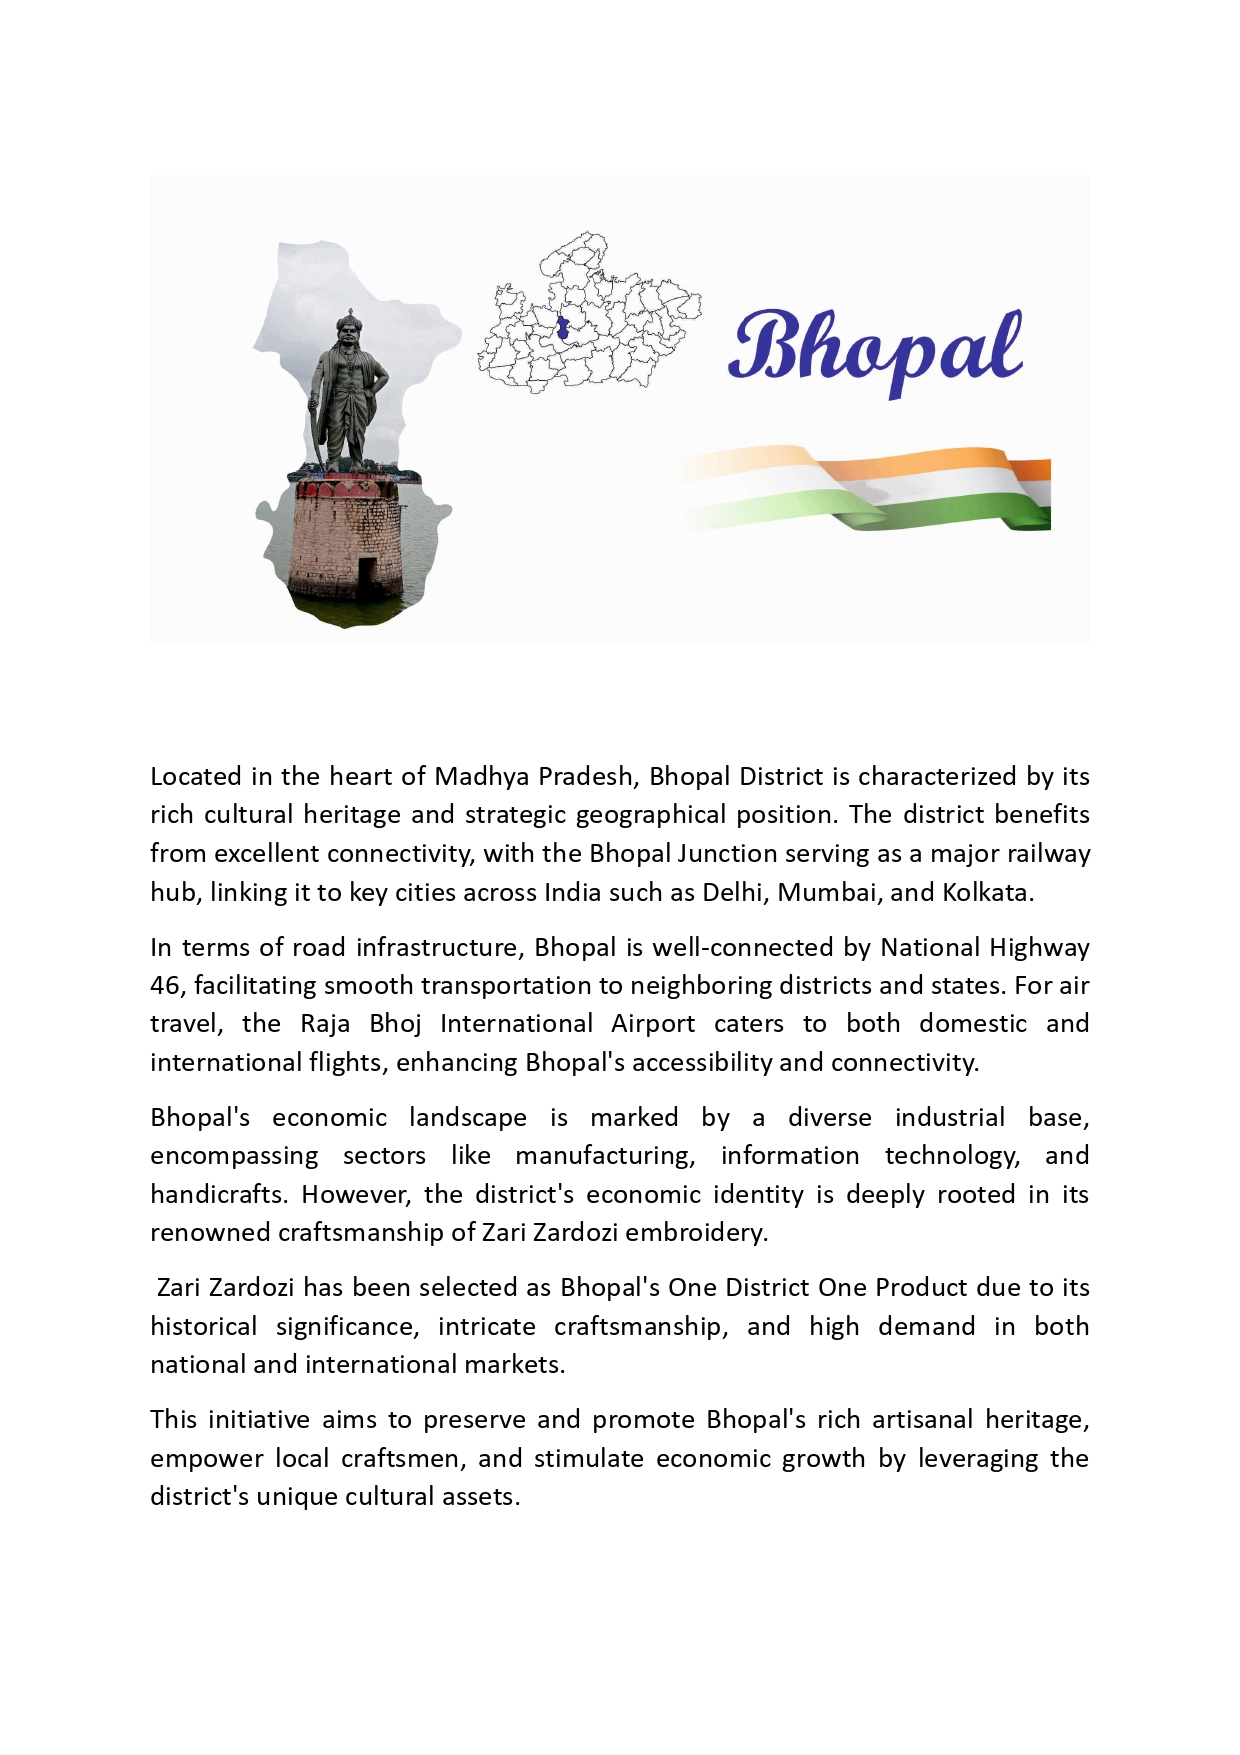 Bhopal
Located in the heart of Madhya Pradesh, Bhopal District is characterized by its
rich cultural heritage and strategic geographical position. The district benefits
from excellent connectivity, with the Bhopal Junction serving as a major railway
hub, linking it to key cities across India such as Delhi, Mumbai, and Kolkata.
In terms of road infrastructure, Bhopal is well-connected by National Highway
46, facilitating smooth transportation to neighboring districts and states. For air
travel, the Raja Bhoj International Airport caters to both domestic and
international flights, enhancing Bhopal's accessibility and connectivity.
Bhopal's economic landscape is marked by a diverse industrial base,
encompassing sectors like manufacturing, information technology, and
handicrafts. However, the district's economic identity is deeply rooted in its
renowned craftsmanship of Zari Zardozi embroidery.
Zari Zardozi has been selected as Bhopal's One District One Product due to its
historical significance, intricate craftsmanship, and high demand in both
national and international markets.
This initiative aims to preserve and promote Bhopal's rich artisanal heritage,
empower local craftsmen, and stimulate economic growth by leveraging the
district's unique cultural assets.